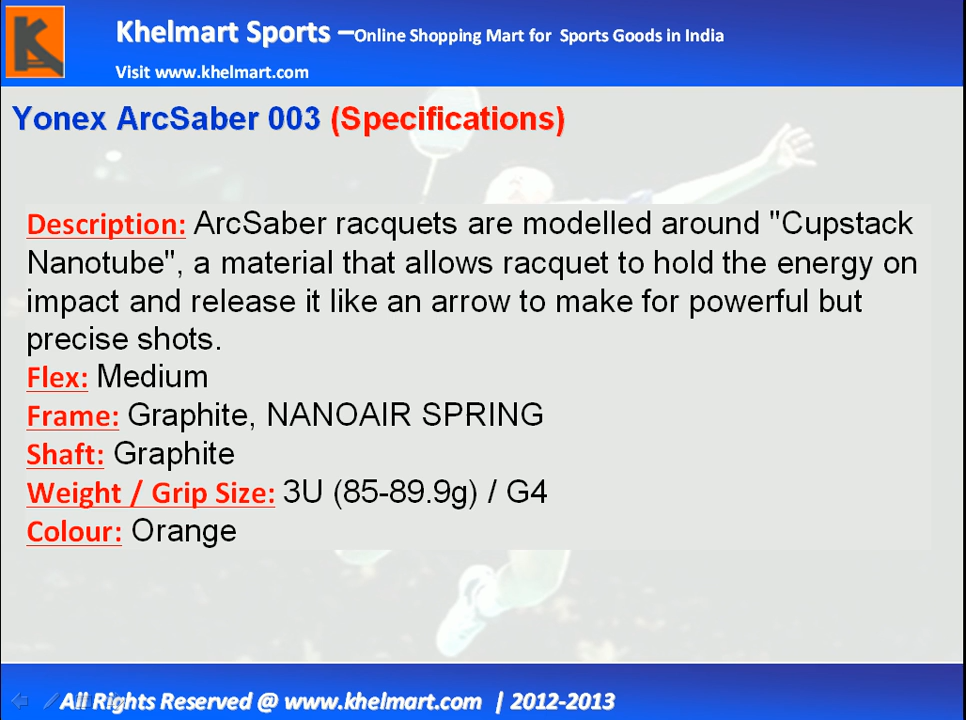 Khelmart Sports –Online Shopping Mart for Sports Goods in India
Visit www.khelmart.com
Yonex ArcSaber 003 (Specifications)
Description: ArcSaber racquets are modelled around "Cupstack
Nanotube", a material that allows racquet to hold the energy on
impact and release it like an arrow to make for powerful but
precise shots.
Flex: Medium
Frame: Graphite, NANOAIR SPRING
Shaft: Graphite
Weight / Grip Size: 3U (85-89.9g) / G4
Colour: Orange
All Rights Reserved @ www.khelmart.com | 2012-2013